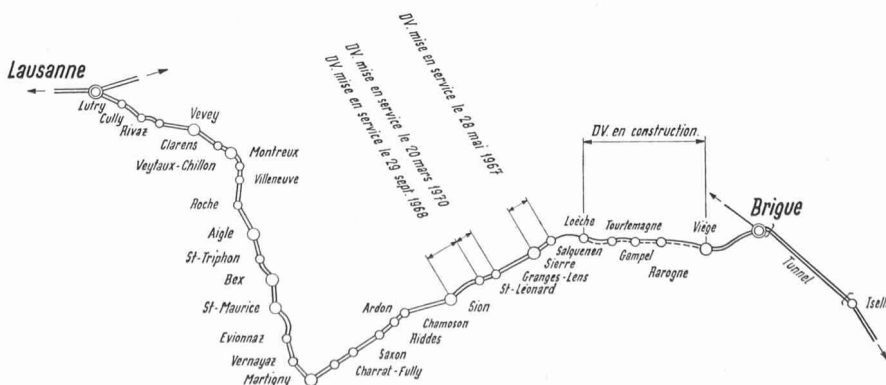 Lausanne
Lutry
Cully
Rivaz
Vevey
Clarens
Veytaux-Chillon
Montreux
Villeneuve
Roche
Aigle
St-Triphon
Bex
St-Maurice
Evionnaz
Vernayaz
Martigny
Charrat-Fully
Saxon
Riddes
Chamoson
Ardon
Sion
St-Léonard
Granges-Lens
Sierre
Salquenen
Loèche
Tourtemagne
Gampel
Rarogne
Viège
Brigue
Tunnel
Isell
DV. mise en service le 29 sept. 1968
DV. mise en service le 20 mars 1970
DV. mise en service le 28 mai 1967
DV. en construction.